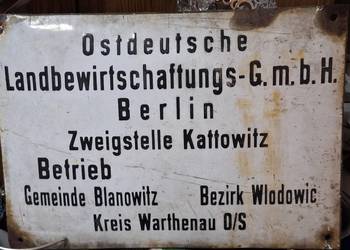 Ostdeutsche
Landbewirtschaftungs-G.m.b.H.
Berlin
Zweigstelle Kattowitz
Betrieb
Gemeinde Blanowitz Bezirk Wlodowic
Kreis Warthenau O/S